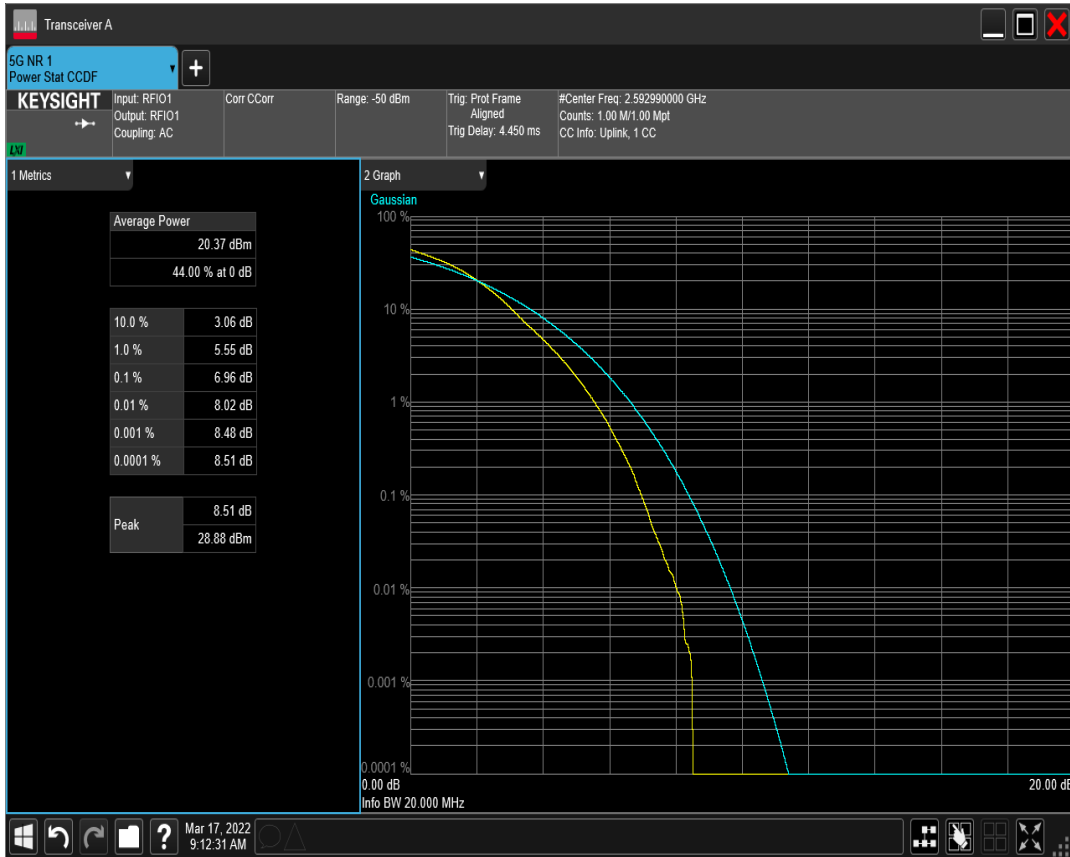 Transceiver A
5G NR 1
Power Stat CCDF
+
KEYSIGHT
LXI
Input: RFIO1
Output: RFIO1
Coupling: AC
Corr CCorr
Range: -50 dBm
Trig: Prot Frame
Aligned
Trig Delay: 4.450 ms
#Center Freq: 2.592990000 GHz
Counts: 1.00 M/1.00 Mpt
CC Info: Uplink, 1 CC
1 Metrics
Average Power
20.37 dBm
44.00 % at 0 dB
10.0 % 3.06 dB
1.0 % 5.55 dB
0.1 % 6.96 dB
0.01 % 8.02 dB
0.001 % 8.48 dB
0.0001 % 8.51 dB
Peak
8.51 dB
28.88 dBm
2 Graph
Gaussian
100 %
10 %
1 %
0.1 %
0.01 %
0.001 %
0.0001 %
0.00 dB 20.00 dB
Info BW 20.000 MHz
?
Mar 17, 2022
9:12:31 AM